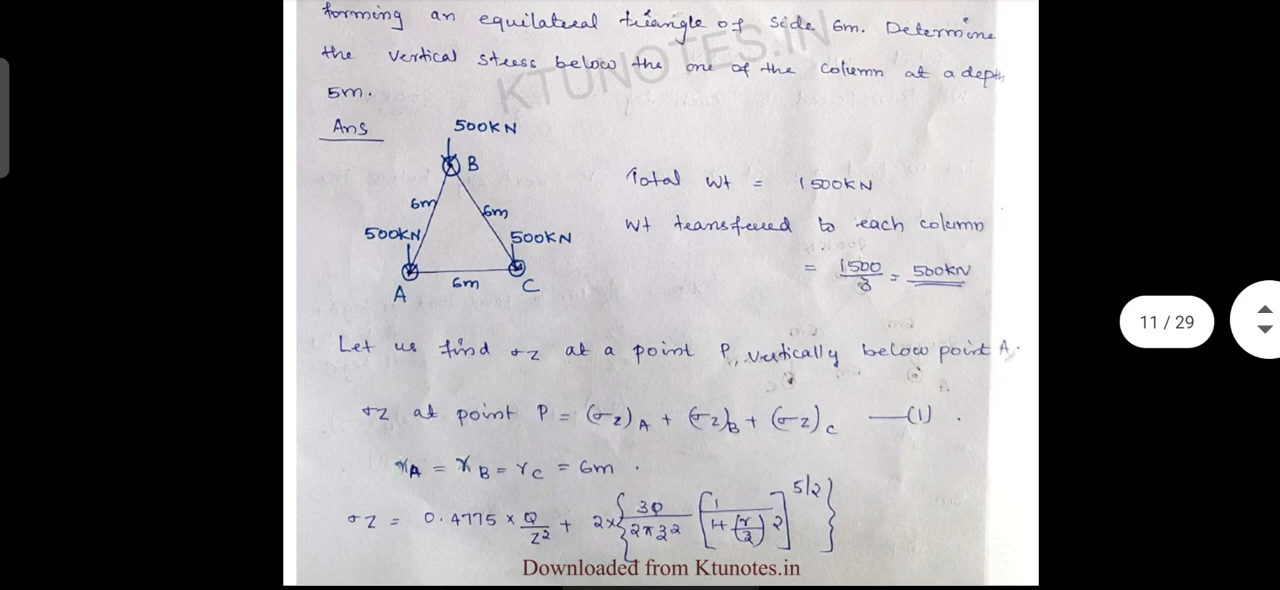 forming an equilateral triangle of side 6m. Determine
the vertical stress below the one of the column at a depth
5m.
KTUNOTES.IN
Ans
500KN
B
6m
6m
500KN
500KN
6m
A
C
Total wt = 1500KN
wt transferred to each column
= 1500/3 = 500KN
Let us find σz at a point P, vertically below point A.
σz at point P = (σz)A + (σz)B + (σz)C —(1).
rA = rB = rC = 6m.
σz = 0.4775 × Q/z² + 2×{3Q/2πz² [1/1+(r/z)2]5/2}
Downloaded from Ktunotes.in
11 / 29